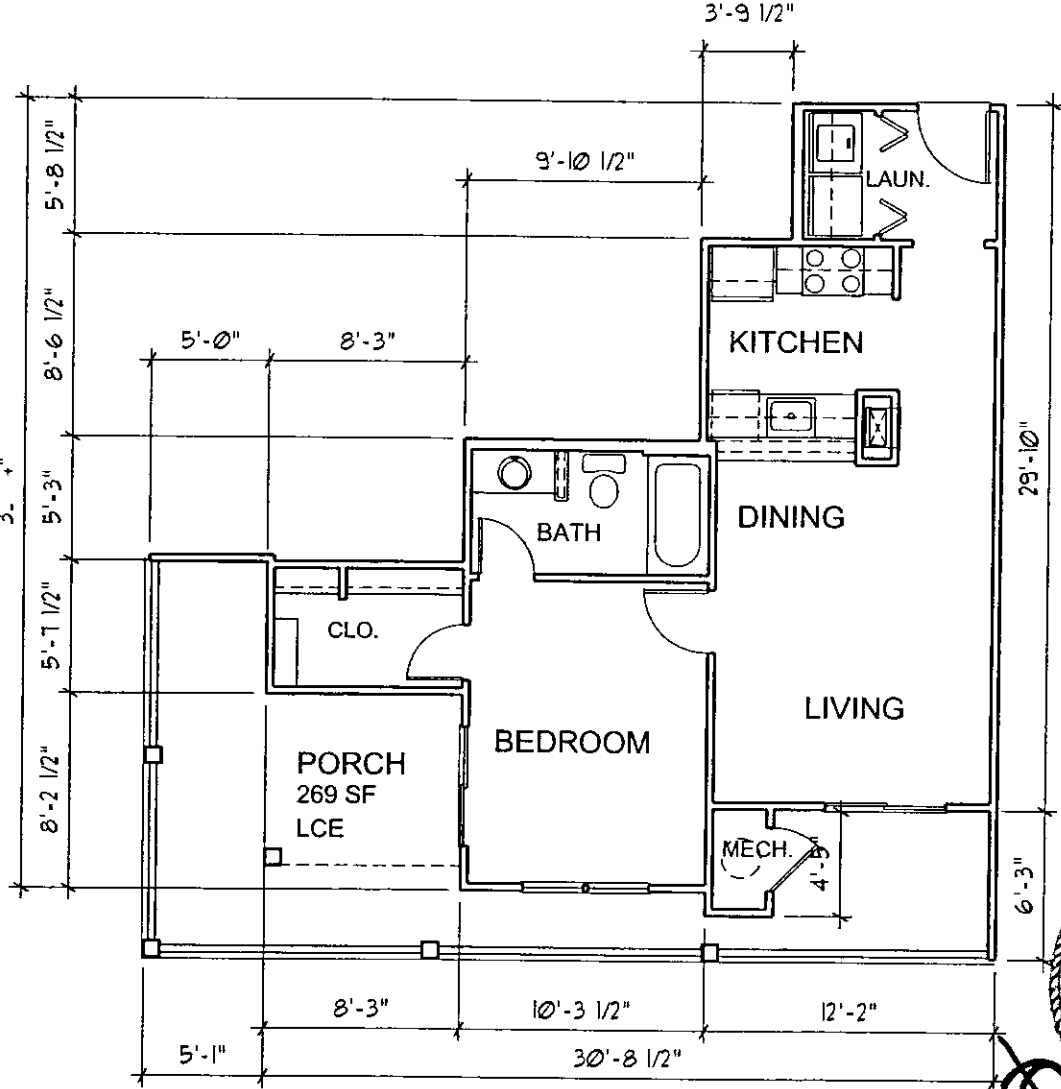 3'-9 1/2"
5'-8 1/2"
9'-10 1/2"
LAUN.
8'-6 1/2"
5'-0"
8'-3"
KITCHEN
29'-10"
5'-3"
DINING
BATH
5'-7 1/2"
CLO.
LIVING
BEDROOM
PORCH
269 SF
LCE
8'-2 1/2"
MECH.
4'-5"
6'-3"
8'-3"
10'-3 1/2"
12'-2"
5'-1"
30'-8 1/2"